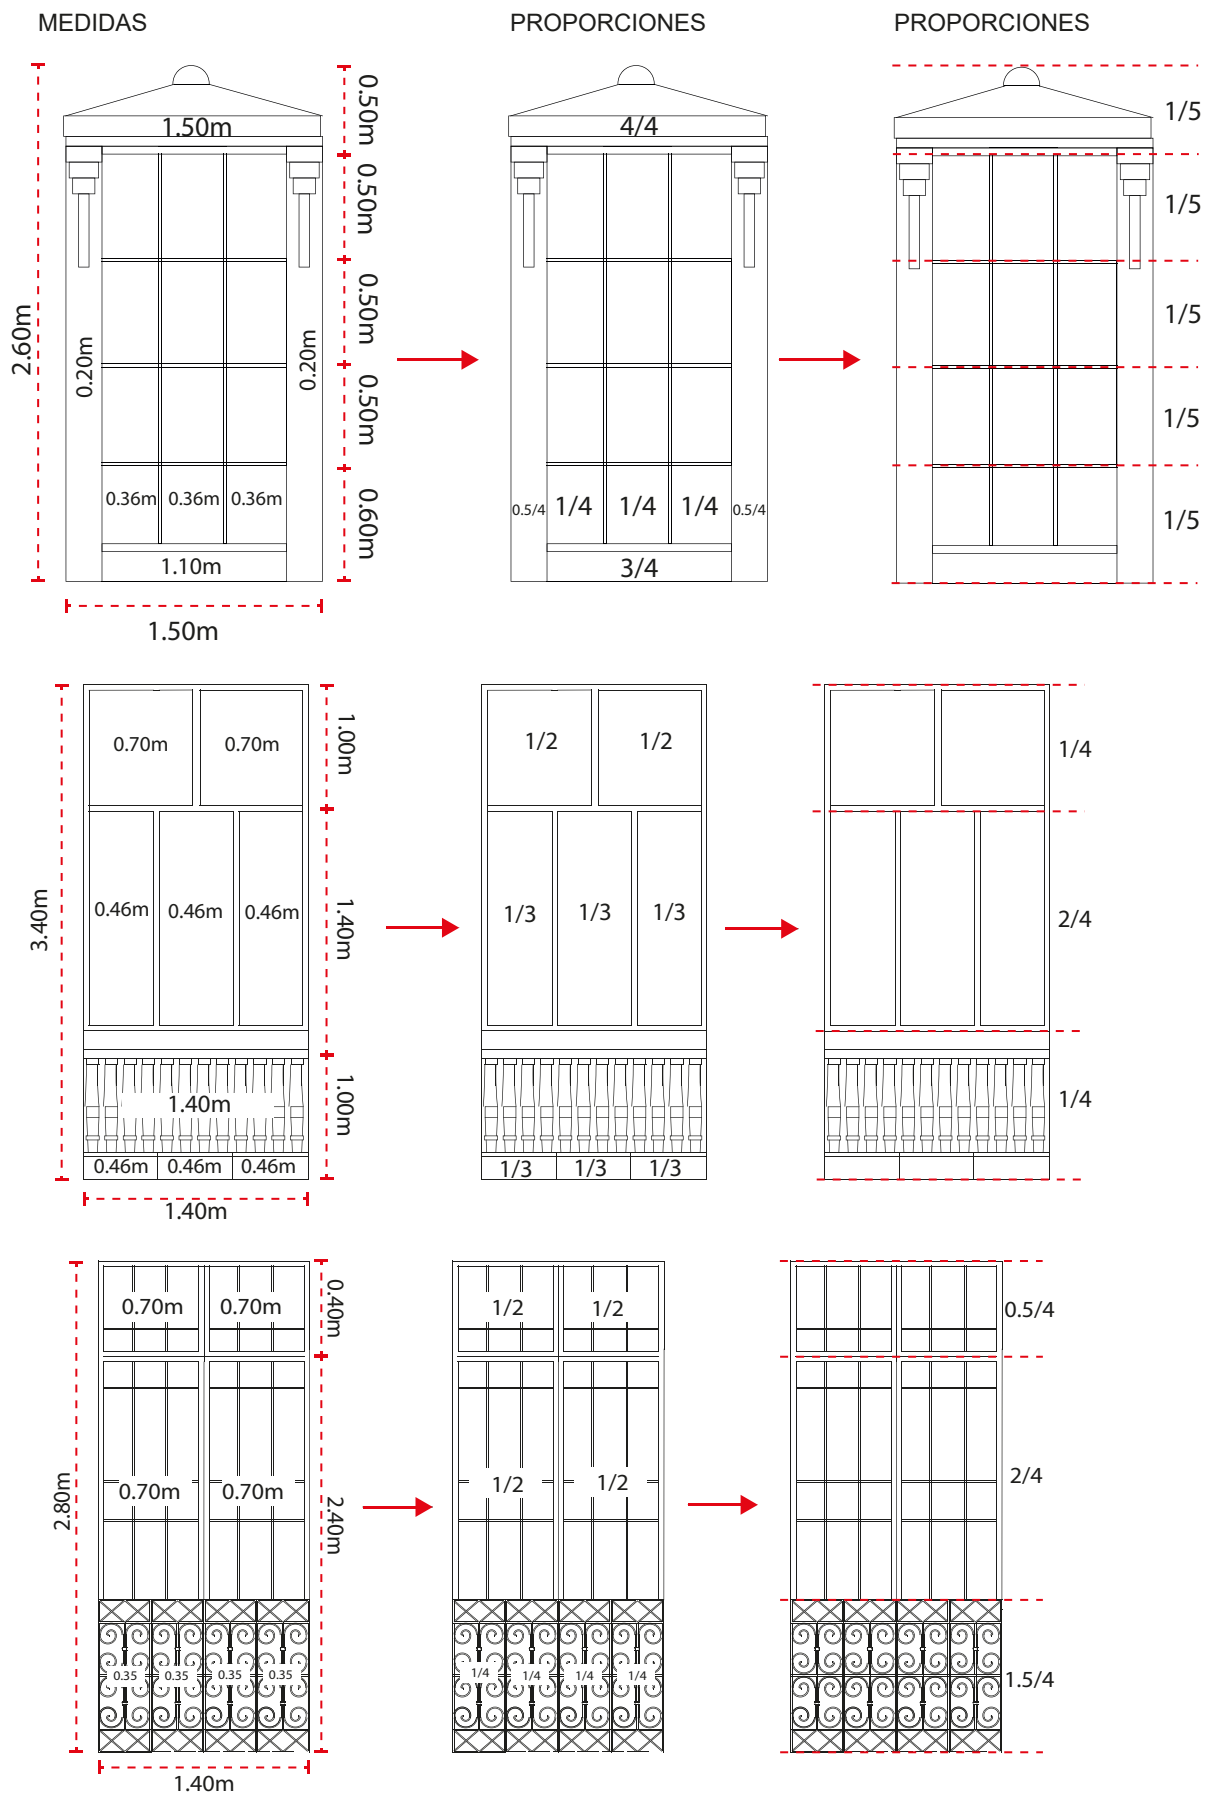 MEDIDAS PROPORCIONES PROPORCIONES
1.50m
0.50m
0.50m
0.50m
0.50m
0.60m
2.60m
0.20m
0.20m
0.36m 0.36m 0.36m
1.10m
1.50m
4/4
0.5/4 1/4 1/4 1/4 0.5/4
3/4
1/5
1/5
1/5
1/5
1/5
0.70m 0.70m
1.00m
0.46m 0.46m 0.46m
1.40m
3.40m
1.40m
1.00m
0.46m 0.46m 0.46m
1.40m
1/2 1/2
1/3 1/3 1/3
1/3 1/3 1/3
1/4
2/4
1/4
0.70m 0.70m
0.40m
0.70m 0.70m
2.80m
2.40m
0.35 0.35 0.35 0.35
1.40m
1/2 1/2
1/2 1/2
1/4 1/4 1/4 1/4
0.5/4
2/4
1.5/4